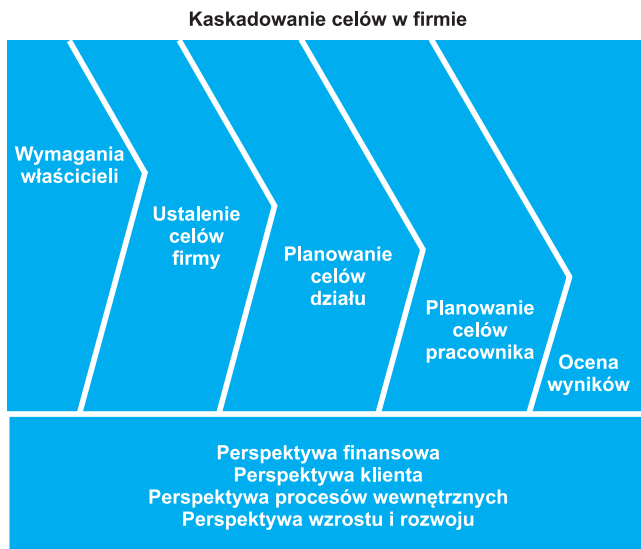 Kaskadowanie celów w firmie
Wymagania
właścicieli
Ustalenie
celów
firmy
Planowanie
celów
działu
Planowanie
celów
pracownika
Ocena
wyników
Perspektywa finansowa
Perspektywa klienta
Perspektywa procesów wewnętrznych
Perspektywa wzrostu i rozwoju